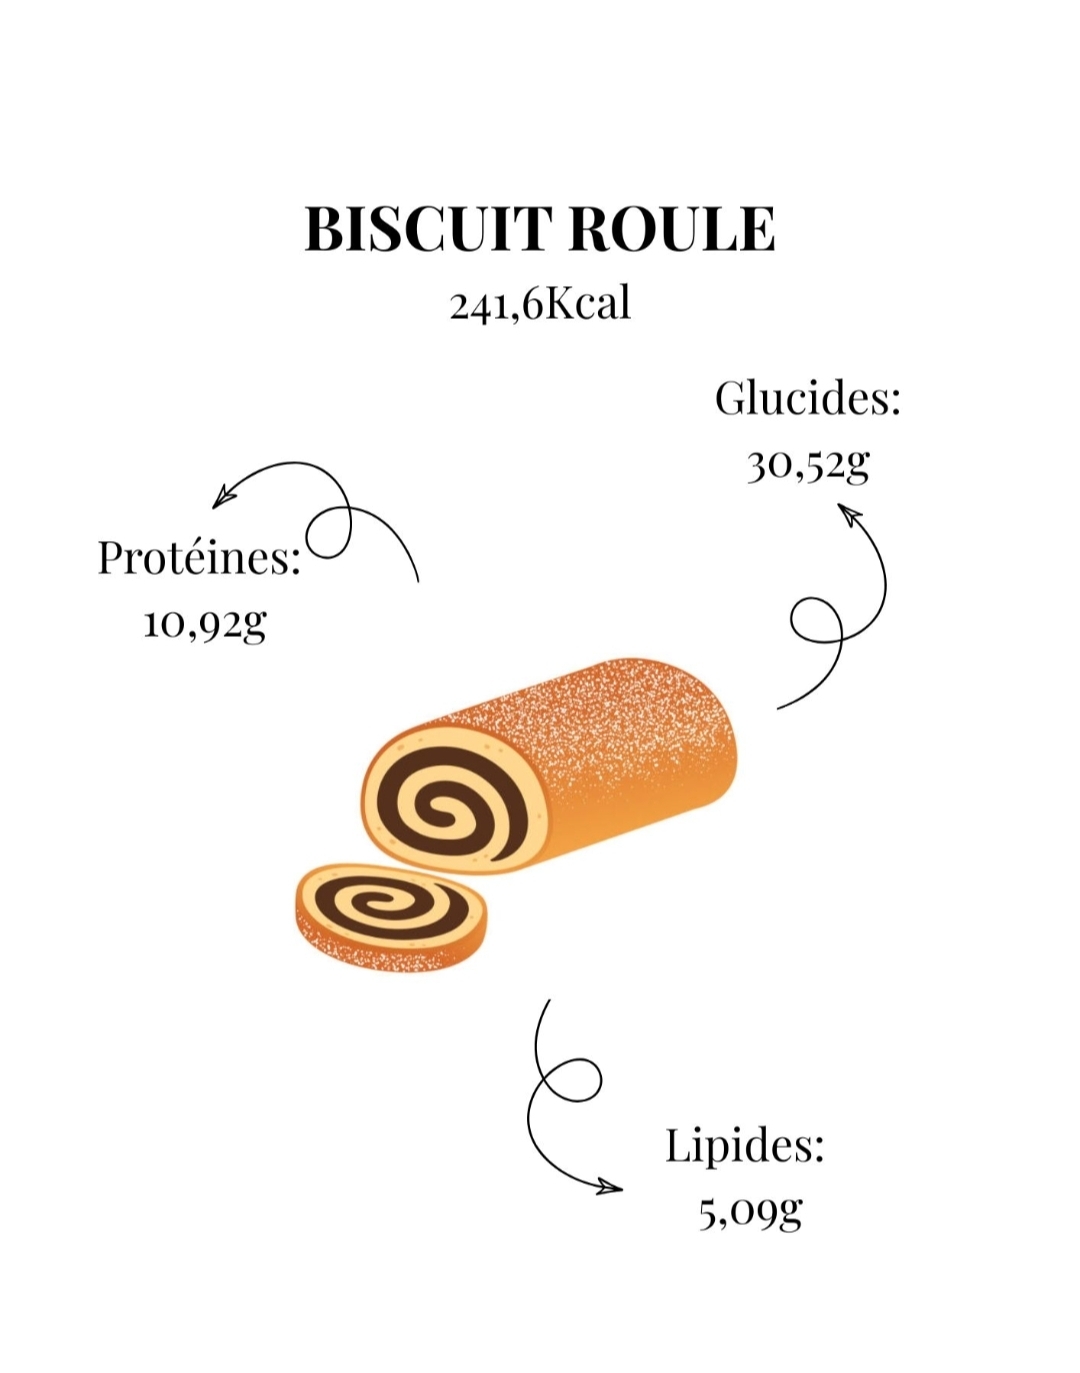 BISCUIT ROULE
241,6Kcal
Glucides:
30,52g
Protéines:
10,92g
Lipides:
5,09g